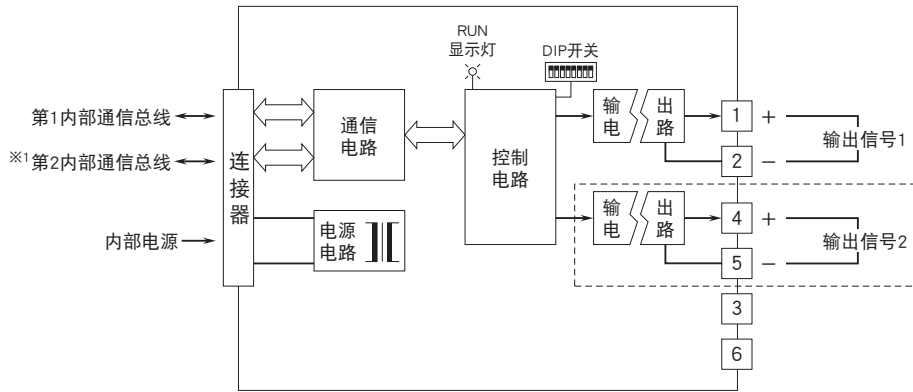 RUN
显示灯
DIP开关
第1内部通信总线
※1第2内部通信总线
内部电源
连接器
通信
电路
电源
电路
控制
电路
输出
电路
1 +
2 −
输出信号1
输出
电路
4 +
5 −
输出信号2
3
6